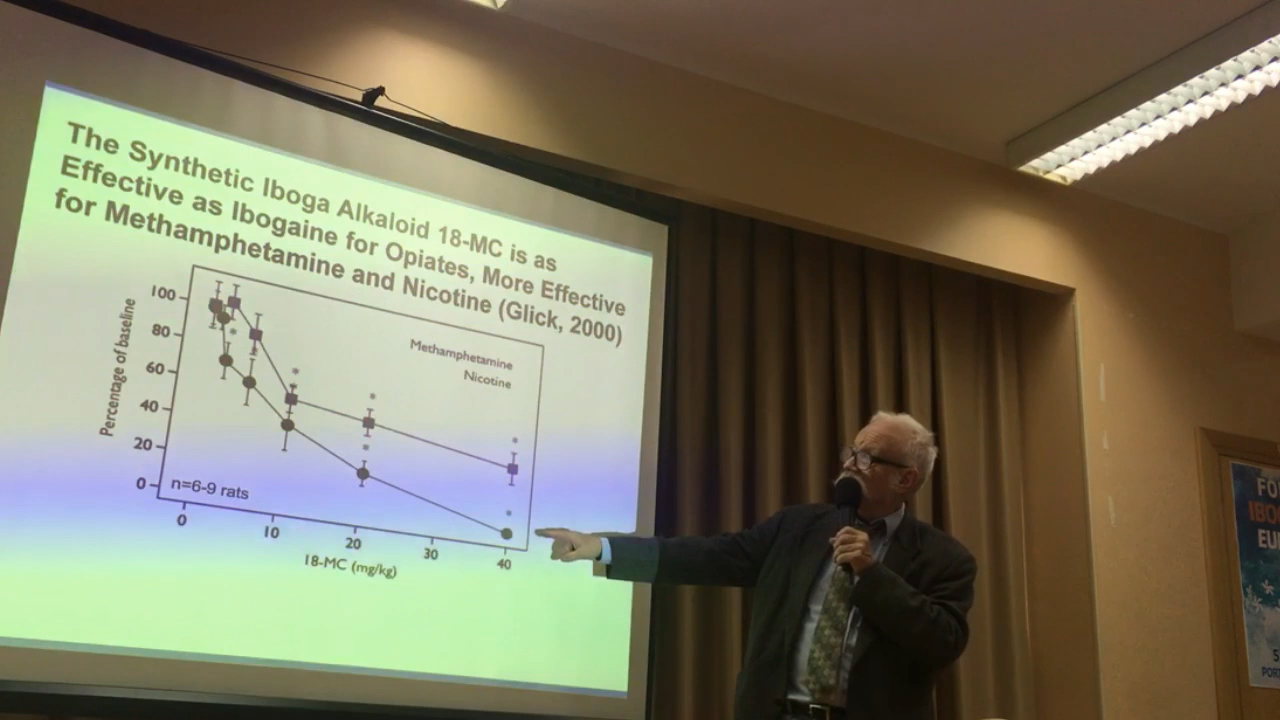 The Synthetic Iboga Alkaloid 18-MC is as
Effective as Ibogaine for Opiates, More Effective
for Methamphetamine and Nicotine (Glick, 2000)
Percentage of baseline
100
80
60
40
20
0
Methamphetamine
Nicotine
n=6-9 rats
0
10
20
30
40
18-MC (mg/kg)